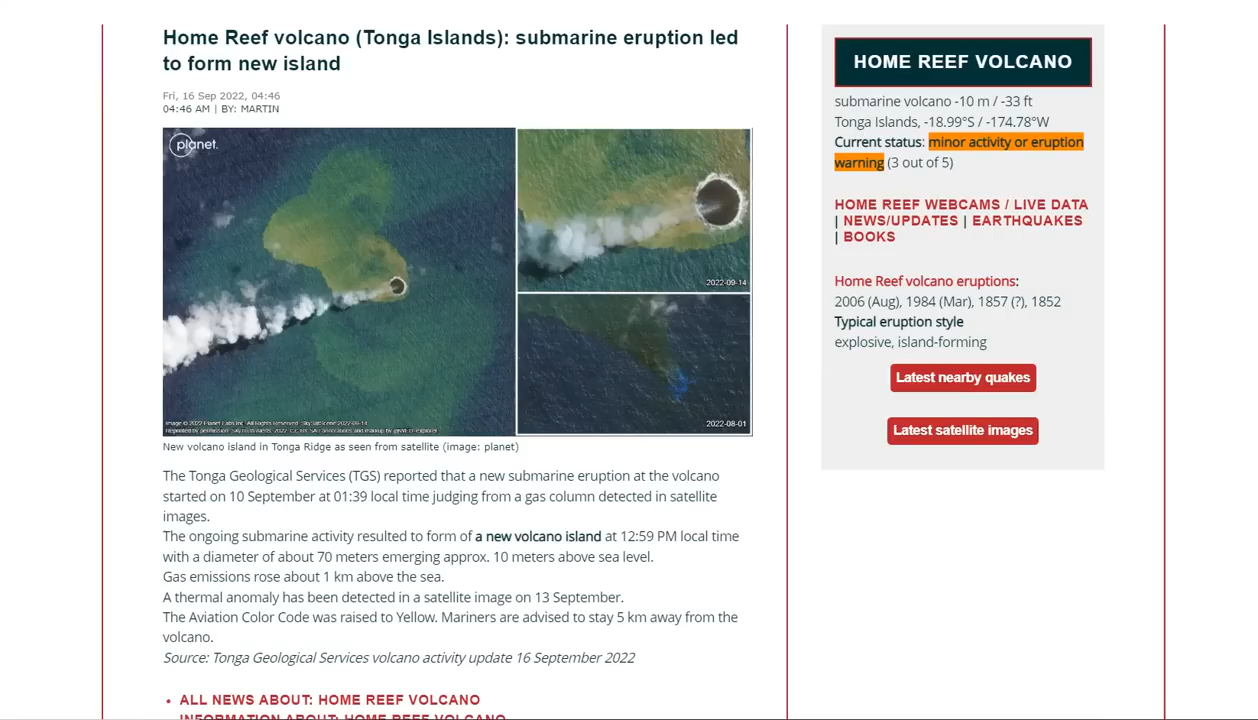 Home Reef volcano (Tonga Islands): submarine eruption led
to form new island
Fri, 16 Sep 2022, 04:46
04:46 AM | BY: MARTIN
planet.
2022-09-14
2022-08-01
New volcano island in Tonga Ridge as seen from satellite (image: planet)
The Tonga Geological Services (TGS) reported that a new submarine eruption at the volcano
started on 10 September at 01:39 local time judging from a gas column detected in satellite
images.
The ongoing submarine activity resulted to form of a new volcano island at 12:59 PM local time
with a diameter of about 70 meters emerging approx. 10 meters above sea level.
Gas emissions rose about 1 km above the sea.
A thermal anomaly has been detected in a satellite image on 13 September.
The Aviation Color Code was raised to Yellow. Mariners are advised to stay 5 km away from the
volcano.
Source: Tonga Geological Services volcano activity update 16 September 2022
• ALL NEWS ABOUT: HOME REEF VOLCANO
INFORMATION ABOUT: HOME REEF VOLCANO
HOME REEF VOLCANO
submarine volcano -10 m / -33 ft
Tonga Islands, -18.99°S / -174.78°W
Current status: minor activity or eruption
warning (3 out of 5)
HOME REEF WEBCAMS / LIVE DATA
| NEWS/UPDATES | EARTHQUAKES
| BOOKS
Home Reef volcano eruptions:
2006 (Aug), 1984 (Mar), 1857 (?), 1852
Typical eruption style
explosive, island-forming
Latest nearby quakes
Latest satellite images